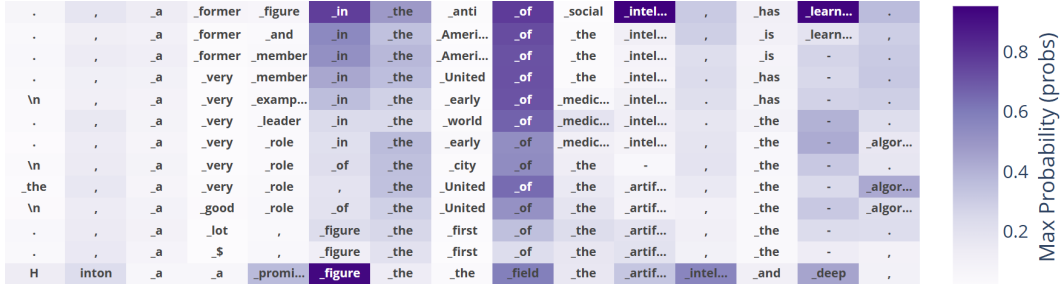 . , _a _former _figure _in _the _anti _of _social _intel... , _has _learn... .
. , _a _former _and _in _the _Ameri... _of _the _intel... , _is _learn... ,
. , _a _former _member _in _the _Ameri... _of _the _intel... , _is - .
. , _a _very _member _in _the _United _of _the _intel... . _has - .
\n , _a _very _examp... _in _the _early _of _medic... _intel... . _has - .
. , _a _very _leader _in _the _world _of _medic... _intel... . _the - .
. , _a _very _role _in _the _early _of _medic... _intel... , _the - _algor...
\n , _a _very _role _of _the _city _of _the - . _the - .
_the , _a _very _role , _the _United _of _the _artif... , _the - _algor...
\n , _a _good _role _of _the _United _of _the _artif... , _the - _algor...
. , _a _lot , _figure _the _first _of _the _artif... , _the - .
. , _a _$ , _figure _the _first _of _the _artif... , _the - ,
H inton _a _a _promi... _figure _the _the _field _the _artif... _intel... _and _deep ,
0.8
0.6
0.4
0.2
Max Probability (probs)